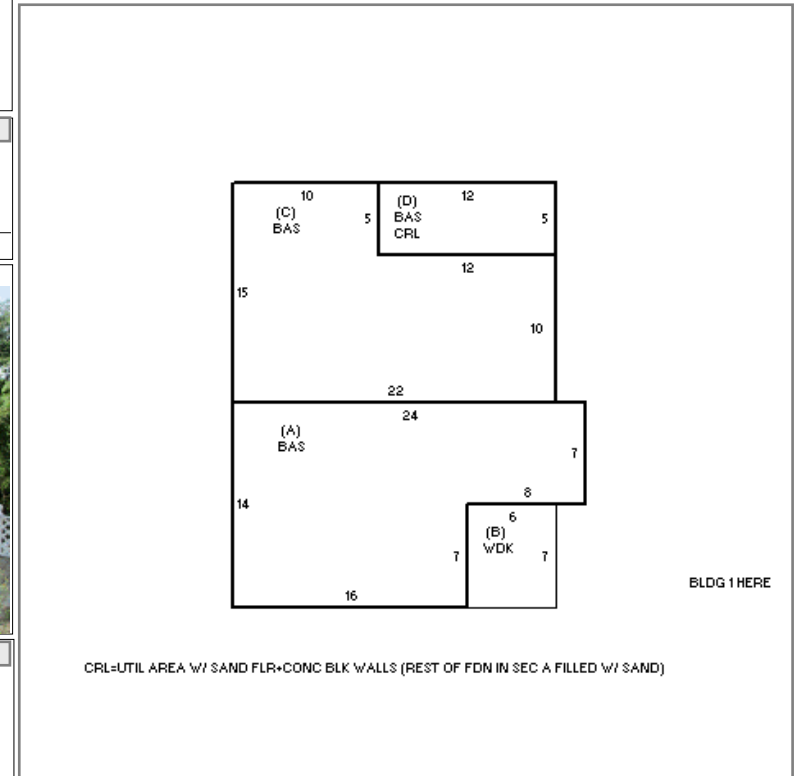 10
12
(C)
BAS
5
(D)
BAS
CRL
5
12
15
10
22
24
(A)
BAS
7
14
8
6
(B)
WDK
7
7
BLDG 1 HERE
16
CRL=UTIL AREA W/ SAND FLR+CONC BLK WALLS (REST OF FDN IN SEC A FILLED W/ SAND)